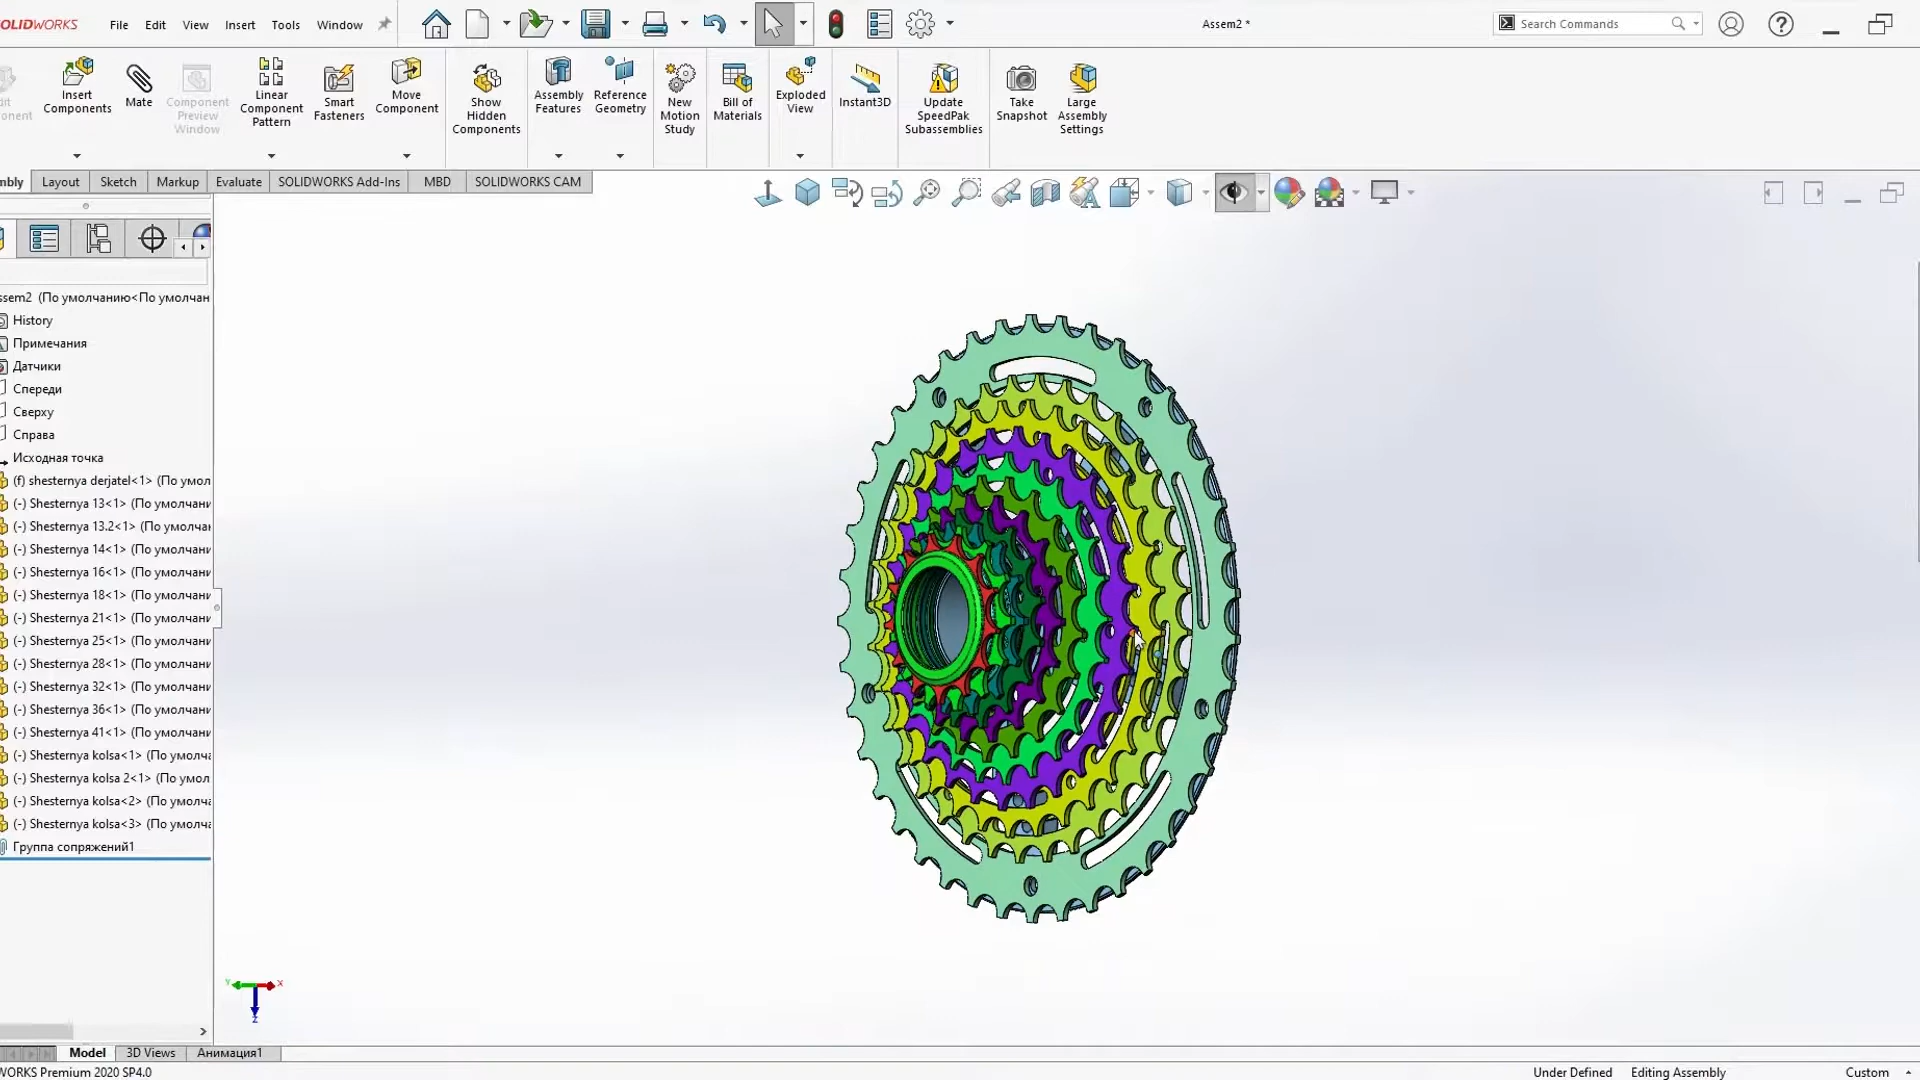 SOLIDWORKS File Edit View Insert Tools Window Assem2 * Search Commands
Insert Components
Mate
Component Preview Window
Linear Component Pattern
Smart Fasteners
Move Component
Show Hidden Components
Assembly Features
Reference Geometry
New Motion Study
Bill of Materials
Exploded View
Instant3D
Update SpeedPak Subassemblies
Take Snapshot
Large Assembly Settings
mbly Layout Sketch Markup Evaluate SOLIDWORKS Add-Ins MBD SOLIDWORKS CAM
ssem2 (По умолчанию<По умолчан
History
Примечания
Датчики
Спереди
Сверху
Справа
Исходная точка
(f) shesternya derjatel<1> (По умол
(-) Shesternya 13<1> (По умолчани
(-) Shesternya 13.2<1> (По умолчан
(-) Shesternya 14<1> (По умолчани
(-) Shesternya 16<1> (По умолчани
(-) Shesternya 18<1> (По умолчани
(-) Shesternya 21<1> (По умолчани
(-) Shesternya 25<1> (По умолчани
(-) Shesternya 28<1> (По умолчани
(-) Shesternya 32<1> (По умолчани
(-) Shesternya 36<1> (По умолчани
(-) Shesternya 41<1> (По умолчани
(-) Shesternya kolsa<1> (По умолча
(-) Shesternya kolsa 2<1> (По умол
(-) Shesternya kolsa<2> (По умолча
(-) Shesternya kolsa<3> (По умолча
Группа сопряжений1
Y X
Z
Model 3D Views Анимация1
WORKS Premium 2020 SP4.0 Under Defined Editing Assembly Custom